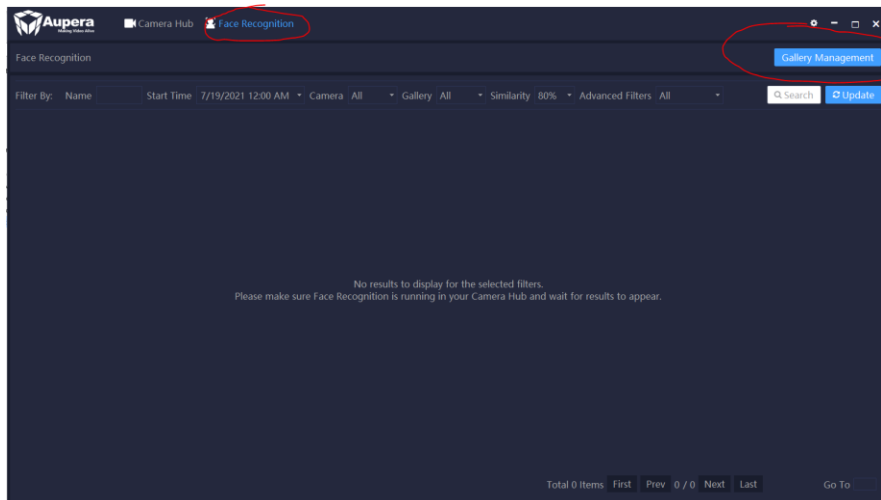 Aupera
Making Video Alive
Camera Hub
Face Recognition
Face Recognition
Gallery Management
Filter By: Name Start Time 7/19/2021 12:00 AM Camera All Gallery All Similarity 80% Advanced Filters All Search Update
No results to display for the selected filters.
Please make sure Face Recognition is running in your Camera Hub and wait for results to appear.
Total 0 Items First Prev 0 / 0 Next Last Go To